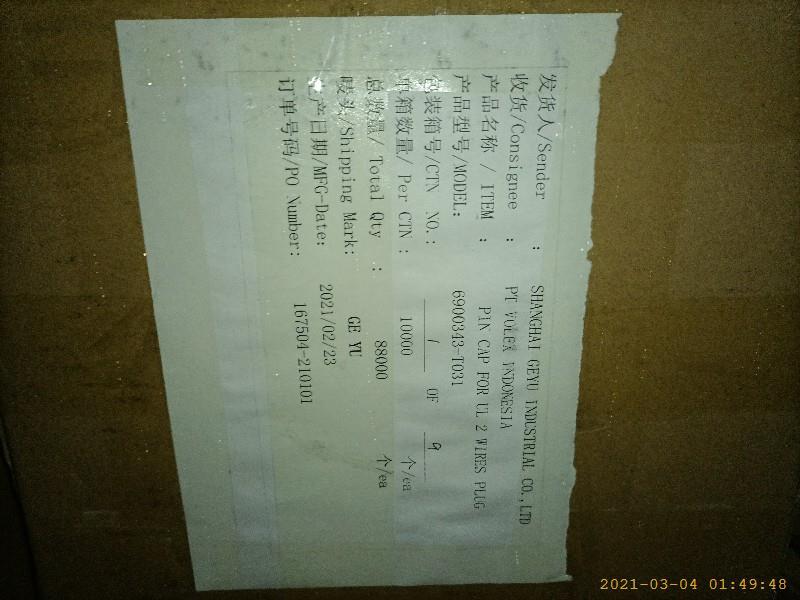 发货人/Sender : SHANGHAI GEYU INDUSTRIAL CO.,LTD
收货/Consignee : PT VOLEX INDONESIA
产品名称 / ITEM : PIN CAP FOR UL 2 WIRES PLUG
产品型号/MODEL: 6900343-T031
包装箱号/CTN NO.: 1 OF 9
单箱数量/ Per CTN : 10000 个/ea
总数量/ Total Qty : 88000 个/ea
唛头/Shipping Mark: GE YU
生产日期/MFG-Date: 2021/02/23
订单号码/PO Number: 167504-210101
2021-03-04 01:49:48